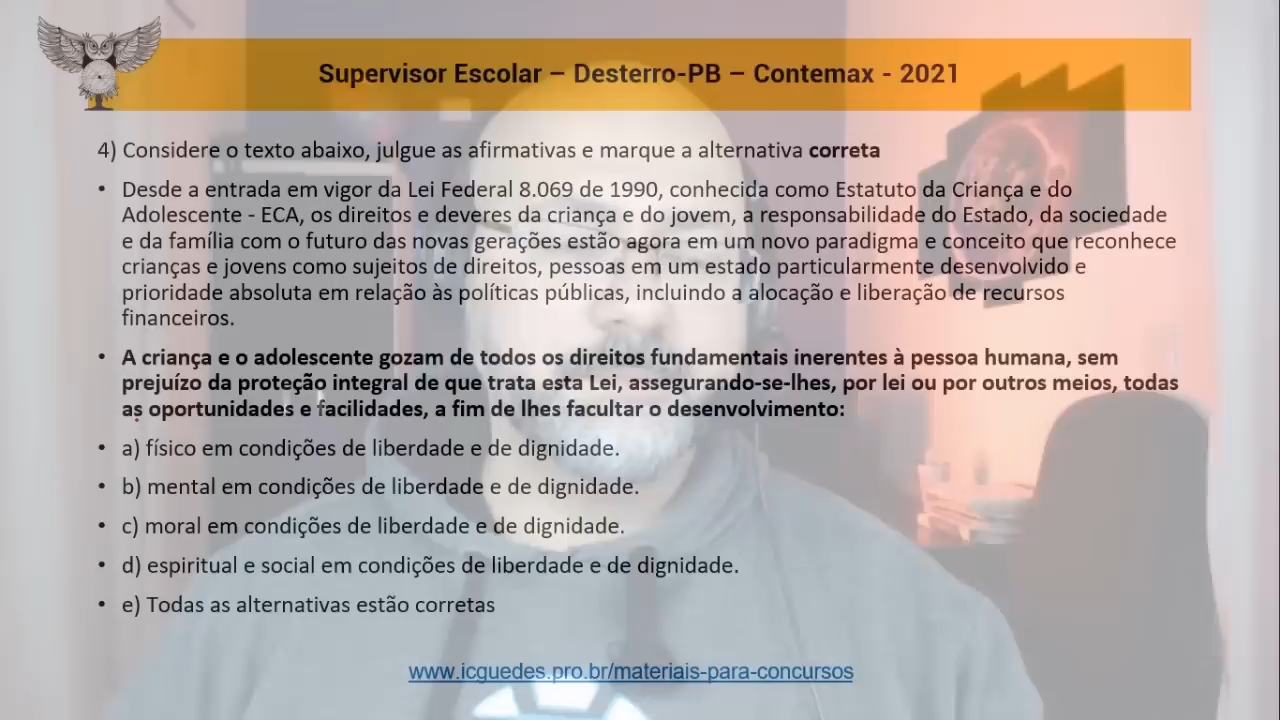 Supervisor Escolar – Desterro-PB – Contemax - 2021
4) Considere o texto abaixo, julgue as afirmativas e marque a alternativa correta
• Desde a entrada em vigor da Lei Federal 8.069 de 1990, conhecida como Estatuto da Criança e do
Adolescente - ECA, os direitos e deveres da criança e do jovem, a responsabilidade do Estado, da sociedade
e da família com o futuro das novas gerações estão agora em um novo paradigma e conceito que reconhece
crianças e jovens como sujeitos de direitos, pessoas em um estado particularmente desenvolvido e
prioridade absoluta em relação às políticas públicas, incluindo a alocação e liberação de recursos
financeiros.
• A criança e o adolescente gozam de todos os direitos fundamentais inerentes à pessoa humana, sem
prejuízo da proteção integral de que trata esta Lei, assegurando-se-lhes, por lei ou por outros meios, todas
as oportunidades e facilidades, a fim de lhes facultar o desenvolvimento:
• a) físico em condições de liberdade e de dignidade.
• b) mental em condições de liberdade e de dignidade.
• c) moral em condições de liberdade e de dignidade.
• d) espiritual e social em condições de liberdade e de dignidade.
• e) Todas as alternativas estão corretas
www.icguedes.pro.br/materiais-para-concursos